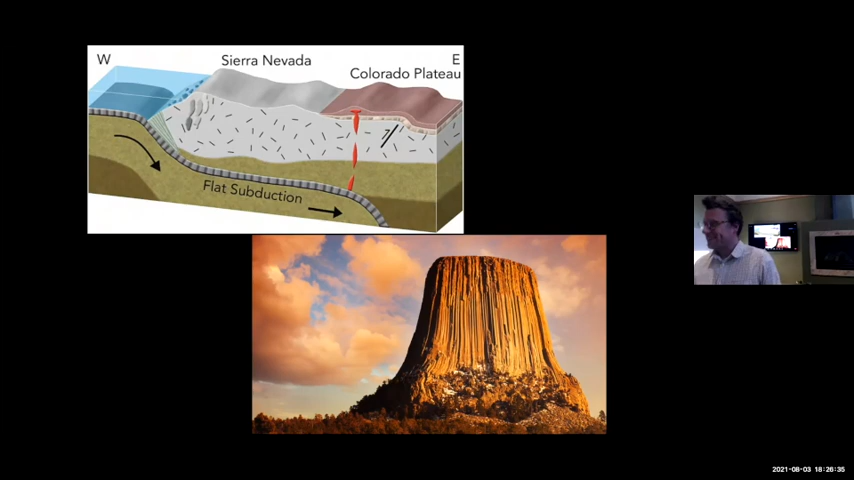 W
Sierra Nevada
E
Colorado Plateau
Flat Subduction
2021-08-03 18:26:35